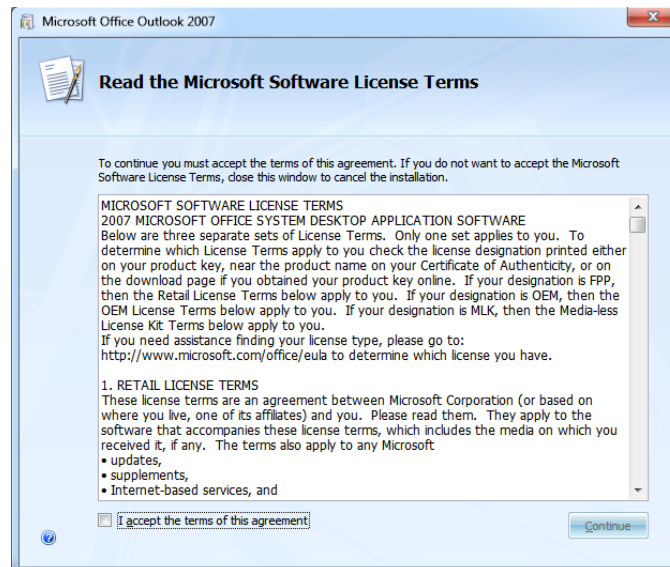 Microsoft Office Outlook 2007
Read the Microsoft Software License Terms
To continue you must accept the terms of this agreement. If you do not want to accept the Microsoft
Software License Terms, close this window to cancel the installation.
MICROSOFT SOFTWARE LICENSE TERMS
2007 MICROSOFT OFFICE SYSTEM DESKTOP APPLICATION SOFTWARE
Below are three separate sets of License Terms.  Only one set applies to you.  To
determine which License Terms apply to you check the license designation printed either
on your product key, near the product name on your Certificate of Authenticity, or on
the download page if you obtained your product key online.  If your designation is FPP,
then the Retail License Terms below apply to you.  If your designation is OEM, then the
OEM License Terms below apply to you.  If your designation is MLK, then the Media-less
License Kit Terms below apply to you.
If you need assistance finding your license type, please go to:
http://www.microsoft.com/office/eula to determine which license you have.
1. RETAIL LICENSE TERMS
These license terms are an agreement between Microsoft Corporation (or based on
where you live, one of its affiliates) and you.  Please read them.  They apply to the
software that accompanies these license terms, which includes the media on which you
received it, if any.  The terms also apply to any Microsoft
• updates,
• supplements,
• Internet-based services, and
I accept the terms of this agreement
Continue